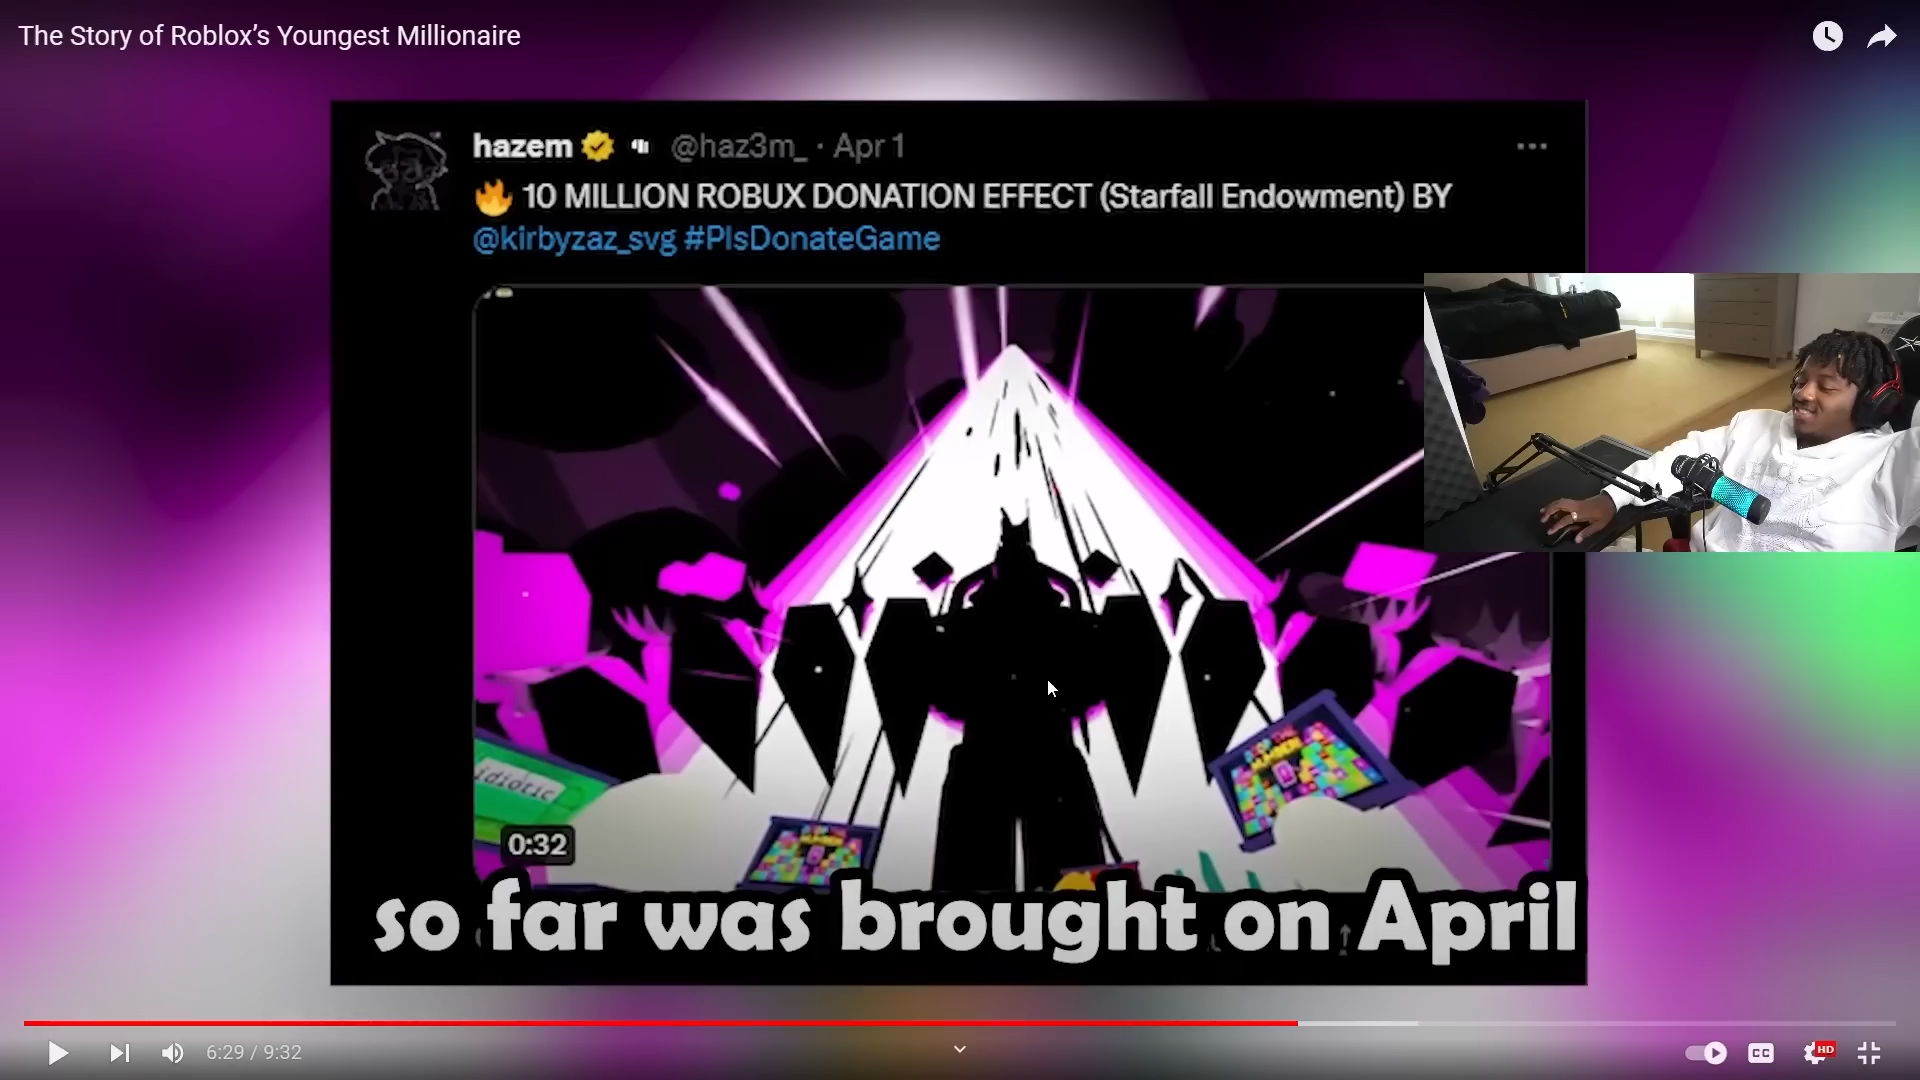 The Story of Roblox’s Youngest Millionaire
hazem @haz3m_ · Apr 1
🔥 10 MILLION ROBUX DONATION EFFECT (Starfall Endowment) BY
@kirbyzaz_svg #PlsDonateGame
idiotic
0:32
so far was brought on April
6:29 / 9:32
CC
HD